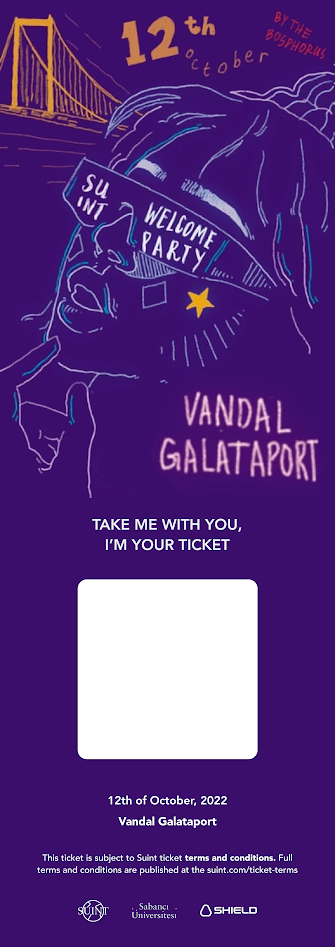 12th
October
BY THE
BOSPHORUS
SU
INT
WELCOME
PARTY
VANDAL
GALATAPORT
TAKE ME WITH YOU,
I'M YOUR TICKET
12th of October, 2022
Vandal Galataport
This ticket is subject to Suint ticket terms and conditions. Full
terms and conditions are published at the suint.com/ticket-terms
SUINT
Sabancı
Üniversitesi
SHIELD